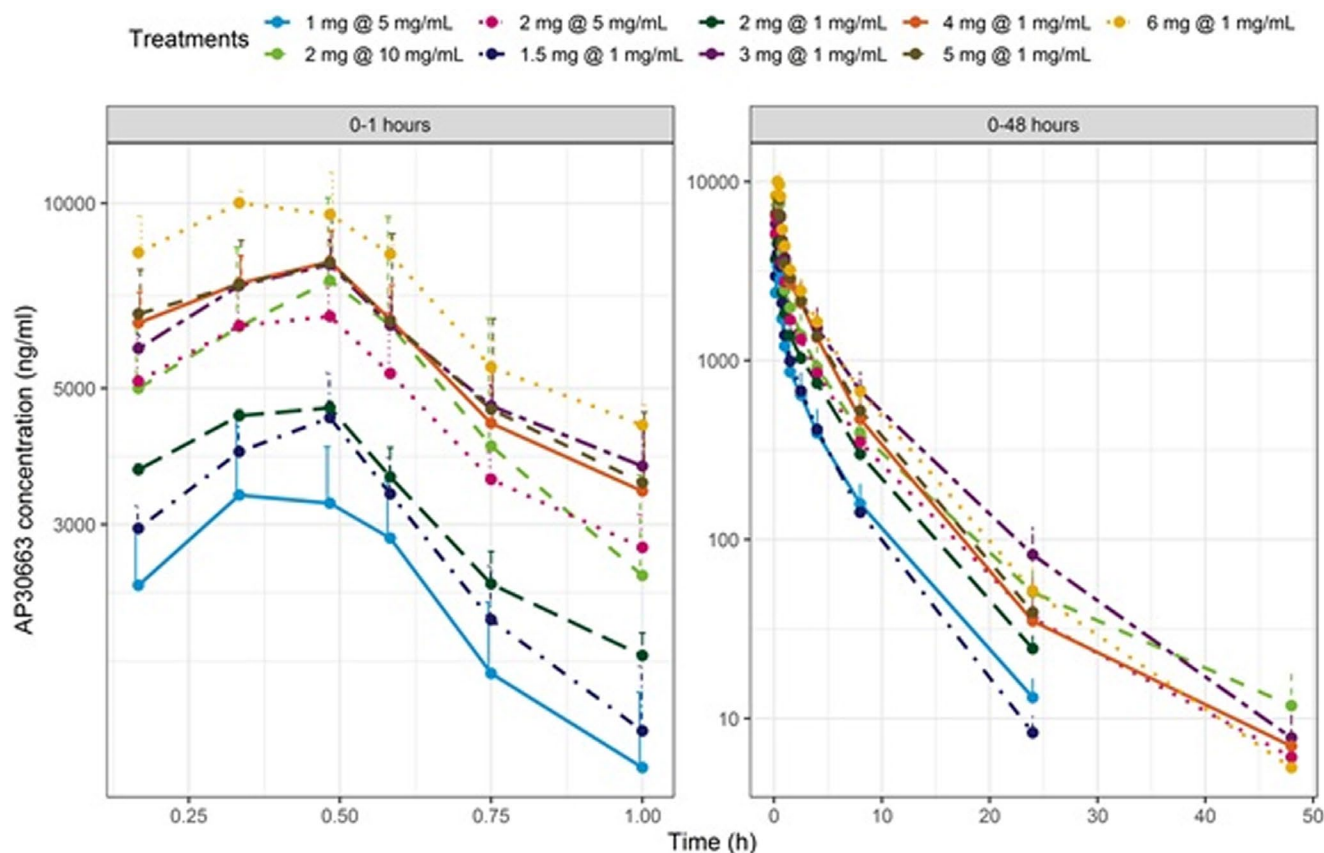 Treatments
1 mg @ 5 mg/mL 2 mg @ 5 mg/mL 2 mg @ 1 mg/mL 4 mg @ 1 mg/mL 6 mg @ 1 mg/mL
2 mg @ 10 mg/mL 1.5 mg @ 1 mg/mL 3 mg @ 1 mg/mL 5 mg @ 1 mg/mL
0-1 hours
0-48 hours
AP30663 concentration (ng/ml)
10000
5000
3000
0.25 0.50 0.75 1.00
10000
1000
100
10
0 10 20 30 40 50
Time (h)